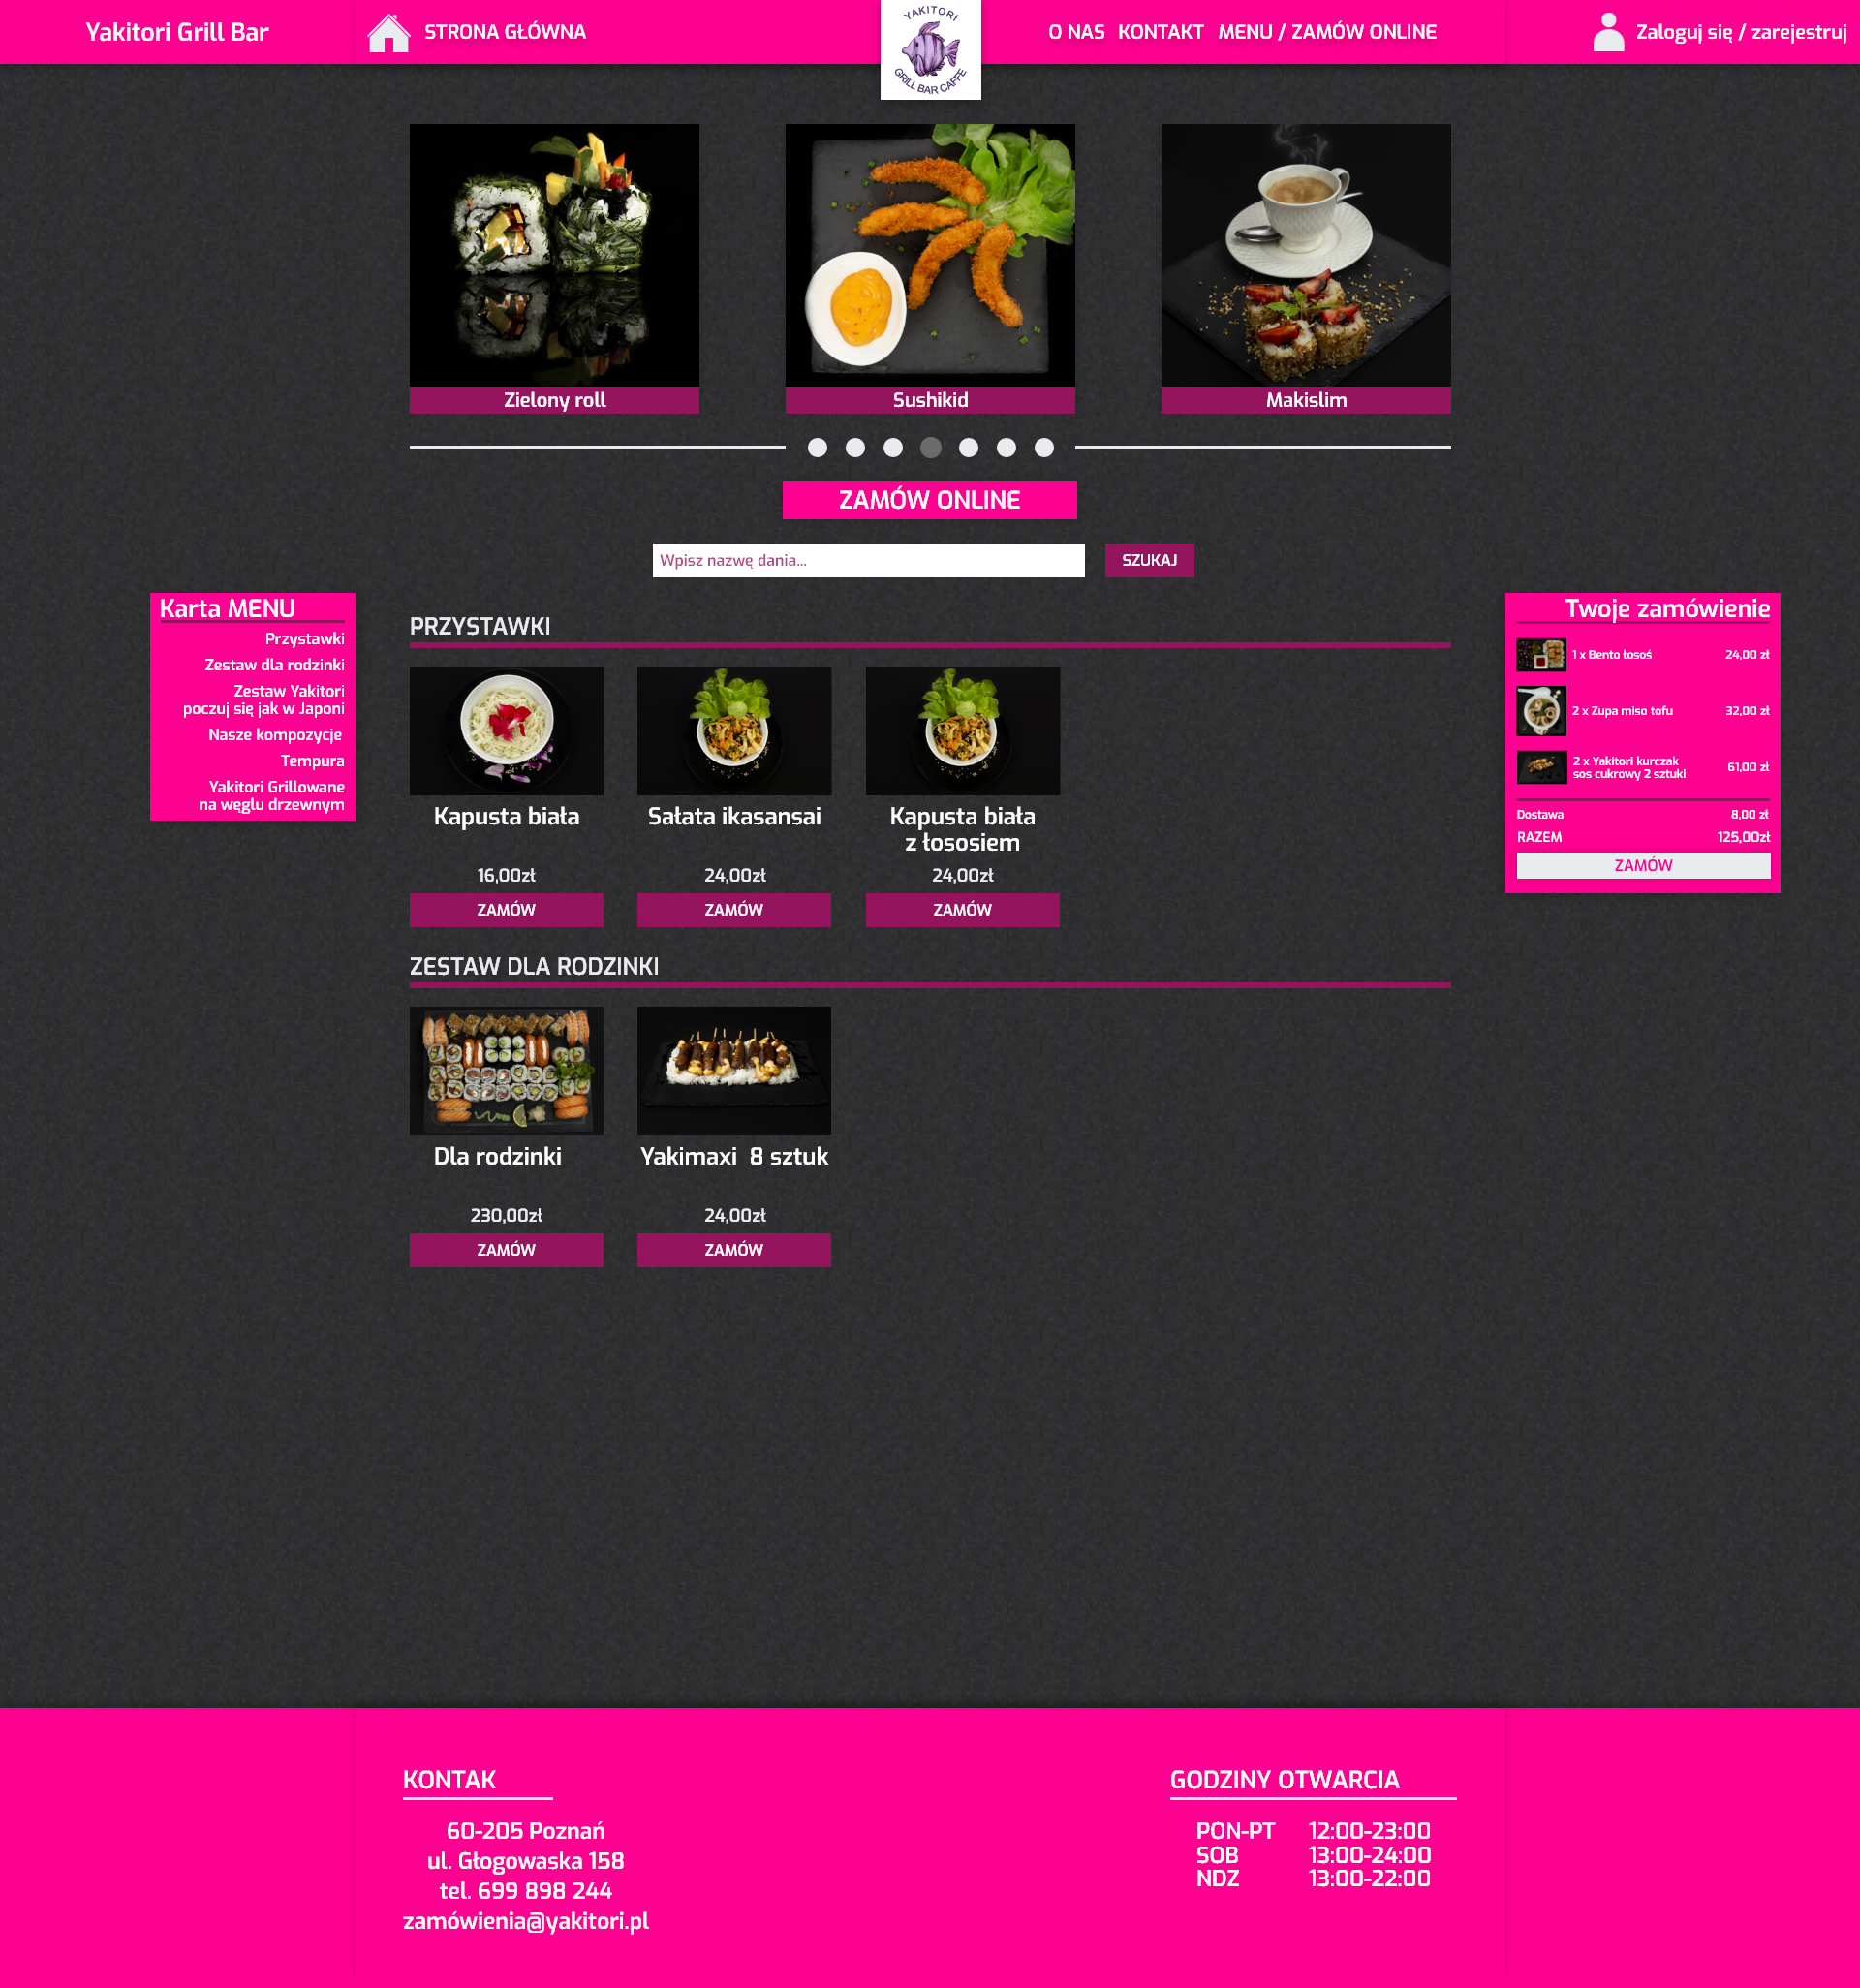 Yakitori Grill Bar
STRONA GŁÓWNA
YAKITORI
GRILL BAR CAFFE
O NAS KONTAKT MENU / ZAMÓW ONLINE
Zaloguj się / zarejestruj
Zielony roll
Sushikid
Makislim
ZAMÓW ONLINE
Wpisz nazwę dania...
SZUKAJ
Karta MENU
Przystawki
Zestaw dla rodzinki
Zestaw Yakitori
poczuj się jak w Japoni
Nasze kompozycje
Tempura
Yakitori Grillowane
na węglu drzewnym
PRZYSTAWKI
Kapusta biała
16,00zł
ZAMÓW
Sałata ikasansai
24,00zł
ZAMÓW
Kapusta biała
z łososiem
24,00zł
ZAMÓW
ZESTAW DLA RODZINKI
Dla rodzinki
230,00zł
ZAMÓW
Yakimaxi 8 sztuk
24,00zł
ZAMÓW
Twoje zamówienie
1 x Bento łosoś 24,00 zł
2 x Zupa miso tofu 32,00 zł
2 x Yakitori kurczak
sos cukrowy 2 sztuki 61,00 zł
Dostawa 8,00 zł
RAZEM 125,00zł
ZAMÓW
KONTAK
60-205 Poznań
ul. Głogowaska 158
tel. 699 898 244
zamówienia@yakitori.pl
GODZINY OTWARCIA
PON-PT 12:00-23:00
SOB 13:00-24:00
NDZ 13:00-22:00